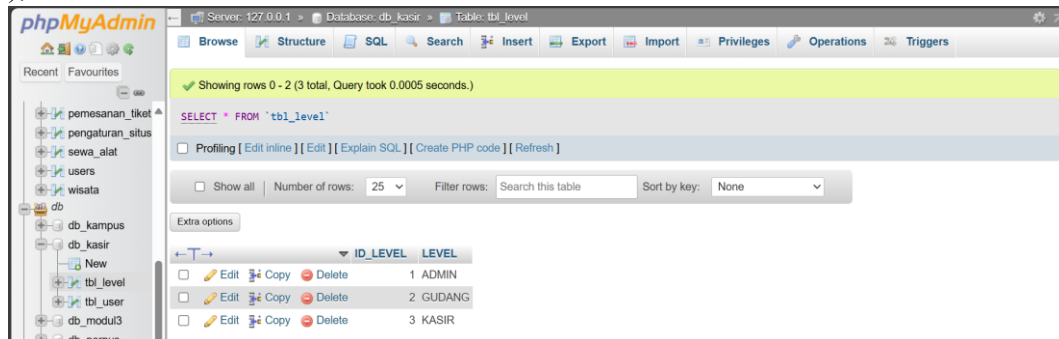 ).
phpMyAdmin
Recent Favourites
pemesanan_tiket
pengaturan_situs
sewa_alat
users
wisata
db
db_kampus
db_kasir
New
tbl_level
tbl_user
db_modul3
Server: 127.0.0.1 » Database: db_kasir » Table: tbl_level
Browse Structure SQL Search Insert Export Import Privileges Operations Triggers
Showing rows 0 - 2 (3 total, Query took 0.0005 seconds.)
SELECT * FROM `tbl_level`
Profiling [ Edit inline ] [ Edit ] [ Explain SQL ] [ Create PHP code ] [ Refresh ]
Show all | Number of rows: 25 Filter rows: Search this table Sort by key: None
Extra options
←T→ ID_LEVEL LEVEL
Edit Copy Delete 1 ADMIN
Edit Copy Delete 2 GUDANG
Edit Copy Delete 3 KASIR